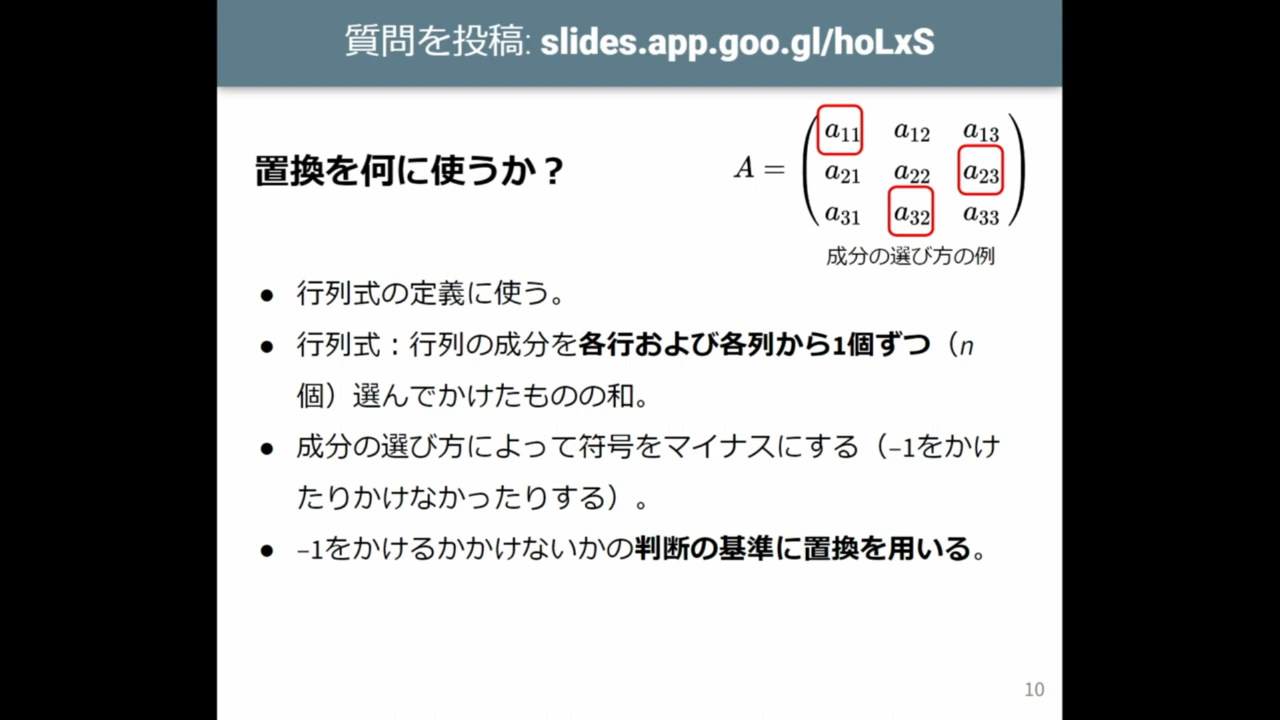 質問を投稿: slides.app.goo.gl/hoLxS
置換を何に使うか？
A = ( a11 a12 a13
a21 a22 a23
a31 a32 a33 )
成分の選び方の例
● 行列式の定義に使う。
● 行列式：行列の成分を各行および各列から1個ずつ（n
個）選んでかけたものの和。
● 成分の選び方によって符号をマイナスにする（–1をかけ
たりかけなかったりする）。
● –1をかけるかかけないかの判断の基準に置換を用いる。
10